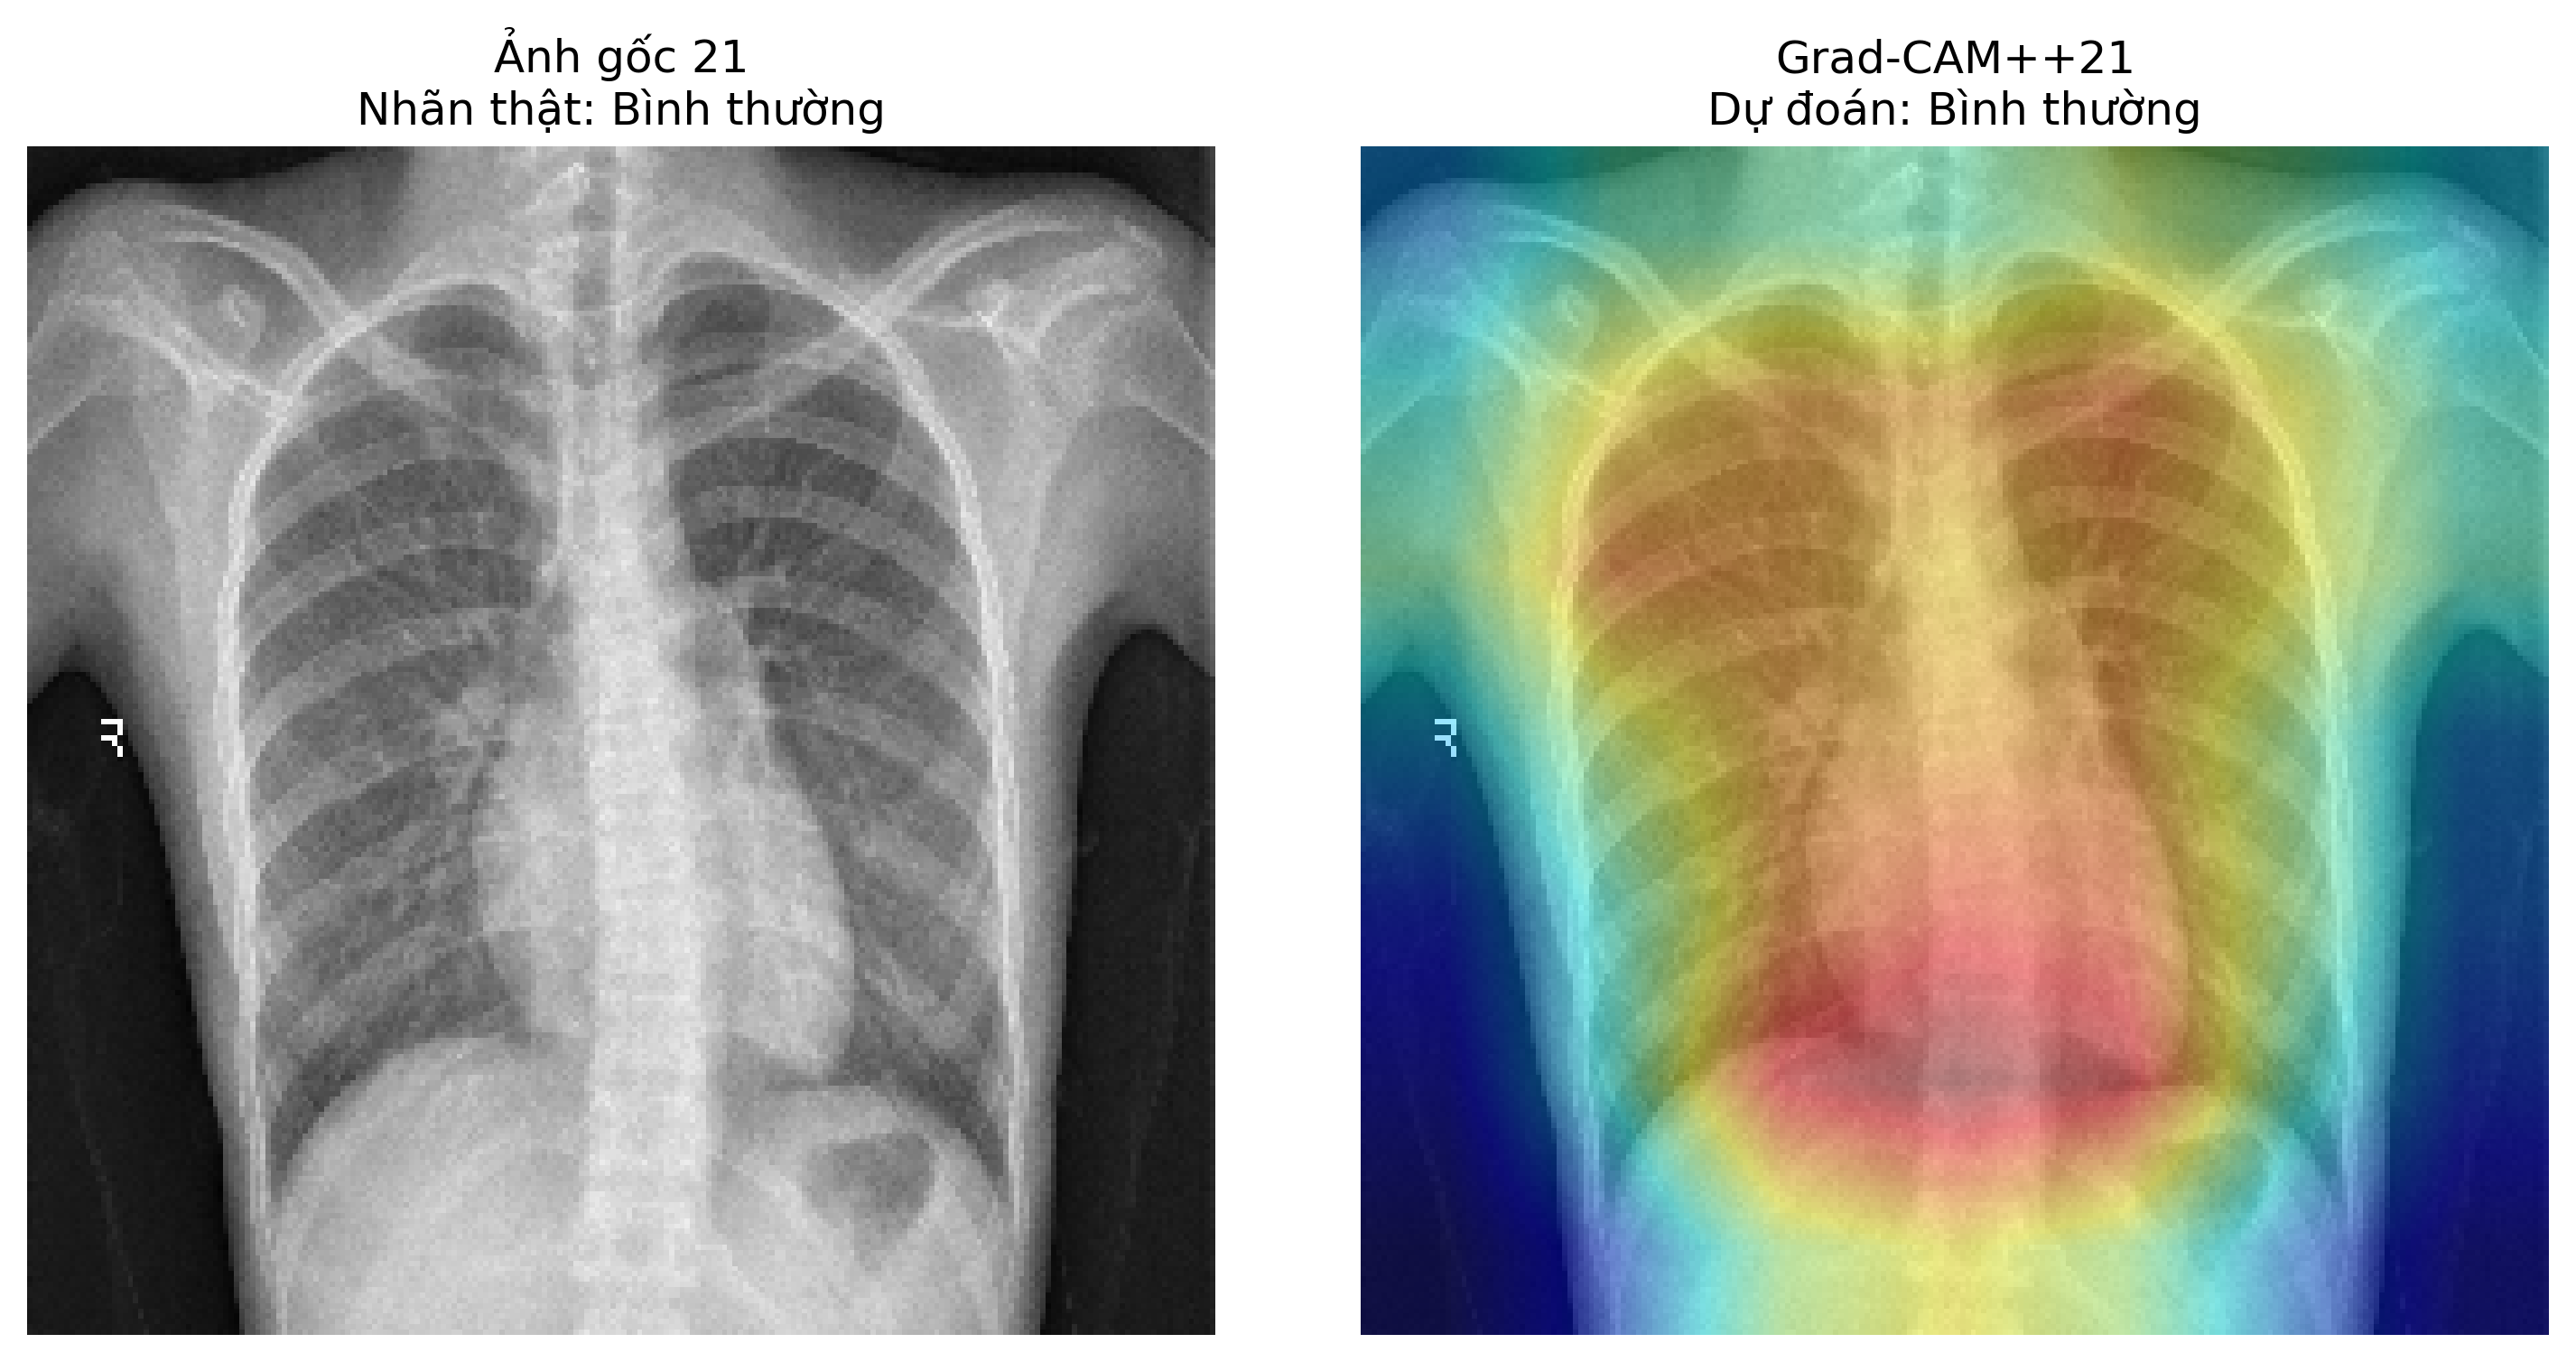 Ảnh gốc 21
Nhãn thật: Bình thường
Grad-CAM++21
Dự đoán: Bình thường
R
R